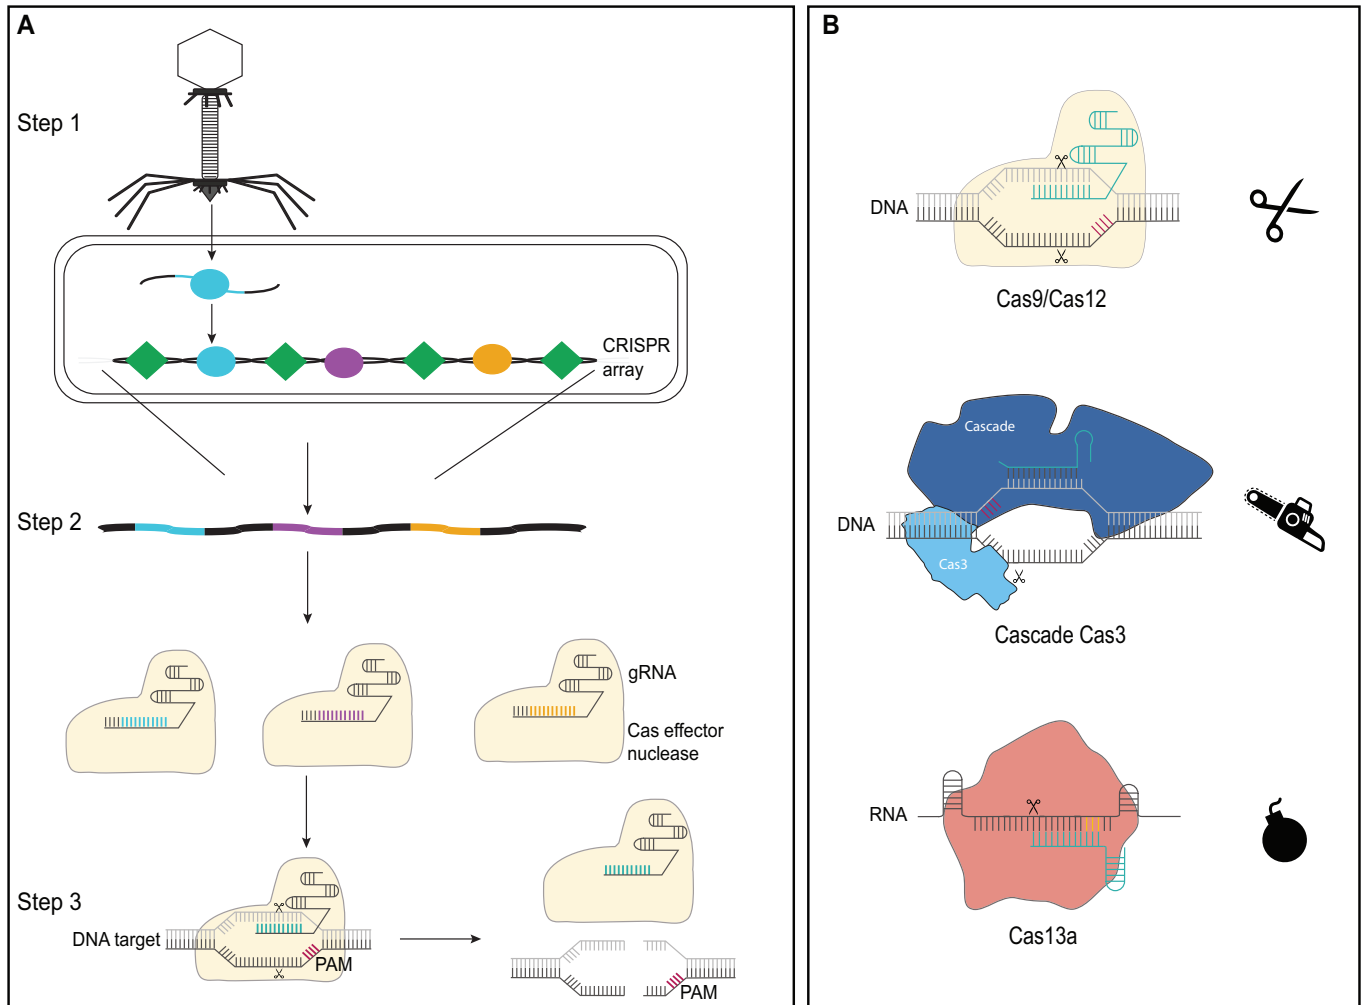 A
Step 1
CRISPR
array
Step 2
gRNA
Cas effector
nuclease
Step 3
DNA target
PAM
PAM
B
DNA
Cas9/Cas12
Cascade
DNA
Cas3
Cascade Cas3
RNA
Cas13a